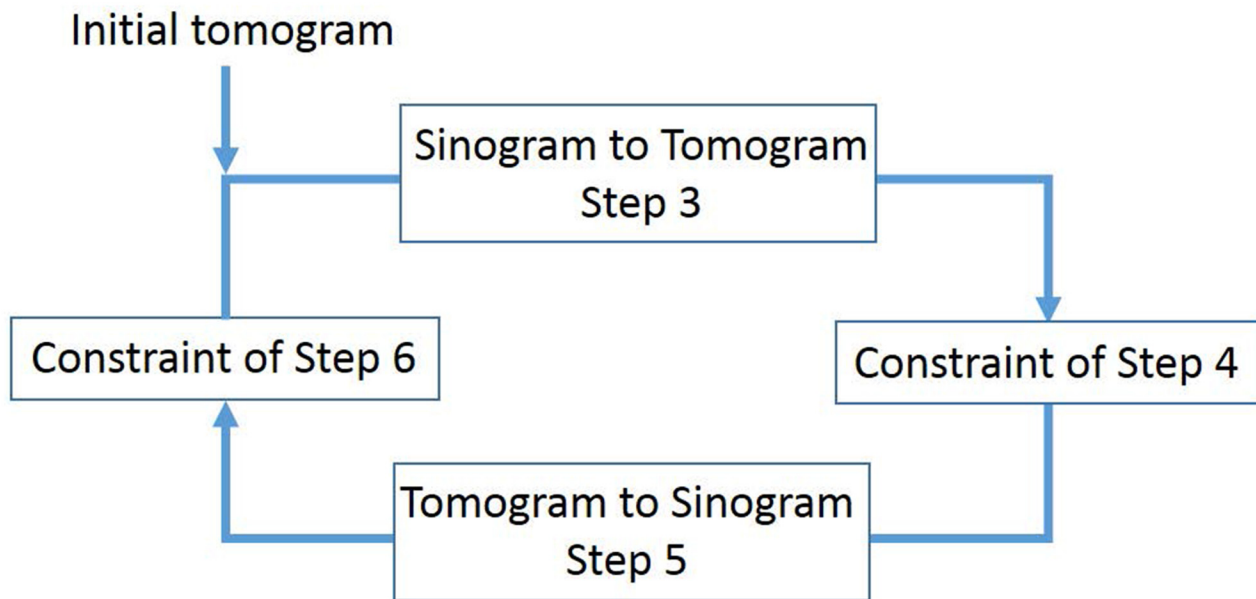 Initial tomogram
Sinogram to Tomogram
Step 3
Constraint of Step 6
Constraint of Step 4
Tomogram to Sinogram
Step 5